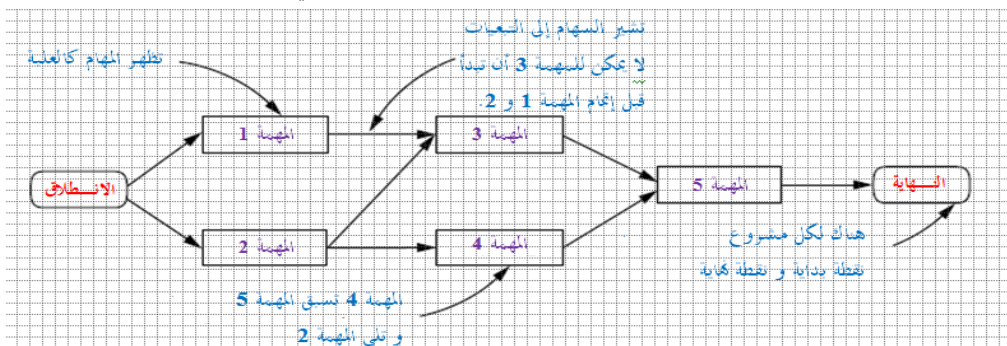 تشير السهام إلى التبعيات
لا يمكن للمهمة 3 أن تبدأ
قبل إتمام المهمة 1 و 2.
تظهر المهام كالعلبة
المهمة 1
المهمة 3
الانـطلاق
المهمة 5
النـهاية
المهمة 2
المهمة 4
هناك لكل مشروع
نقطة بداية و نقطة نهاية
المهمة 4 تسبق المهمة 5
و تلي المهمة 2